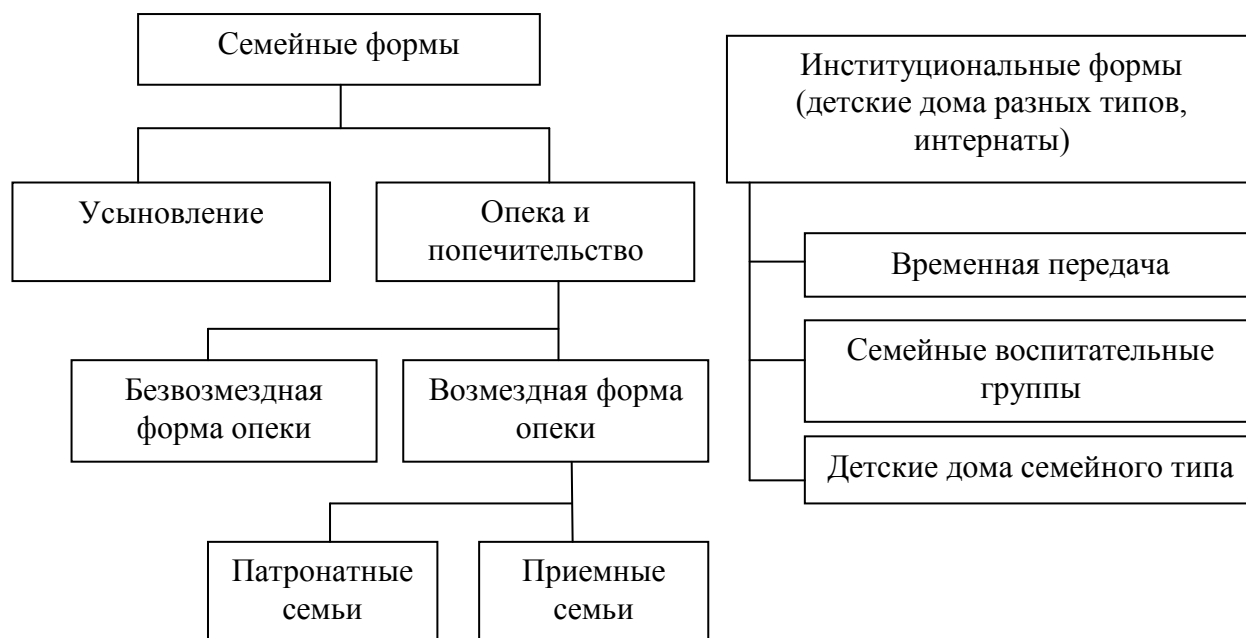 Семейные формы
Институциональные формы
(детские дома разных типов,
интернаты)
Усыновление
Опека и
попечительство
Временная передача
Семейные воспитательные
группы
Безвозмездная
форма опеки
Возмездная форма
опеки
Детские дома семейного типа
Патронатные
семьи
Приемные
семьи